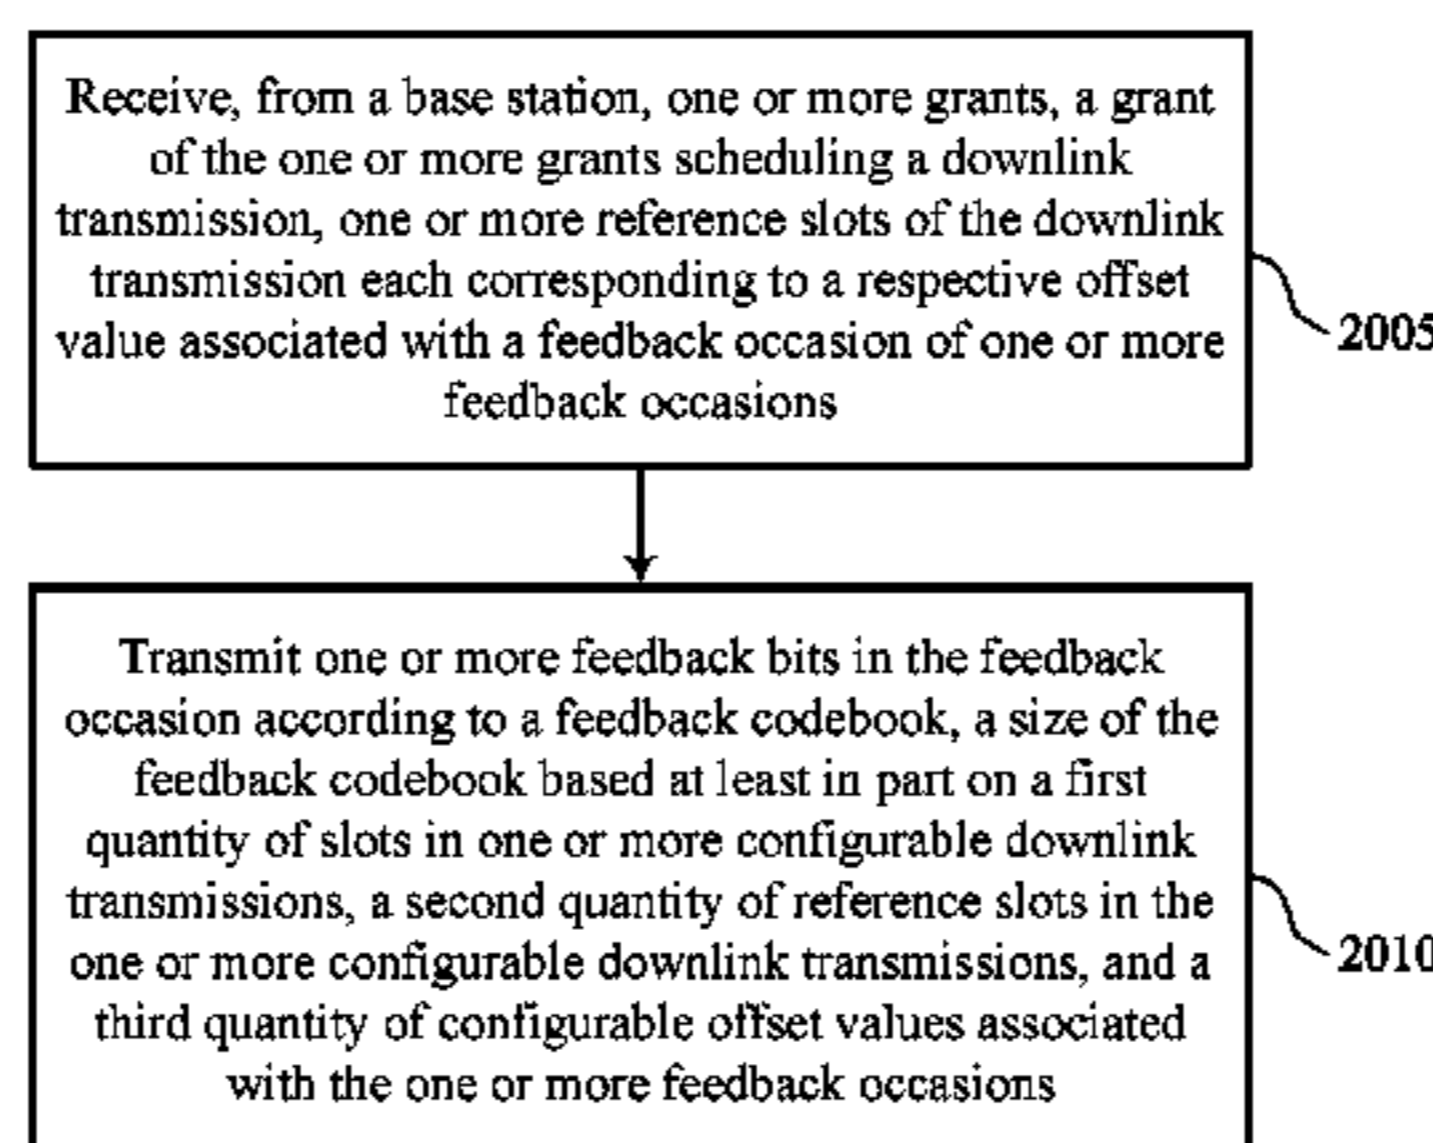 Receive, from a base station, one or more grants, a grant
of the one or more grants scheduling a downlink
transmission, one or more reference slots of the downlink
transmission each corresponding to a respective offset
value associated with a feedback occasion of one or more
feedback occasions
2005
Transmit one or more feedback bits in the feedback
occasion according to a feedback codebook, a size of the
feedback codebook based at least in part on a first
quantity of slots in one or more configurable downlink
transmissions, a second quantity of reference slots in the
one or more configurable downlink transmissions, and a
third quantity of configurable offset values associated
with the one or more feedback occasions
2010